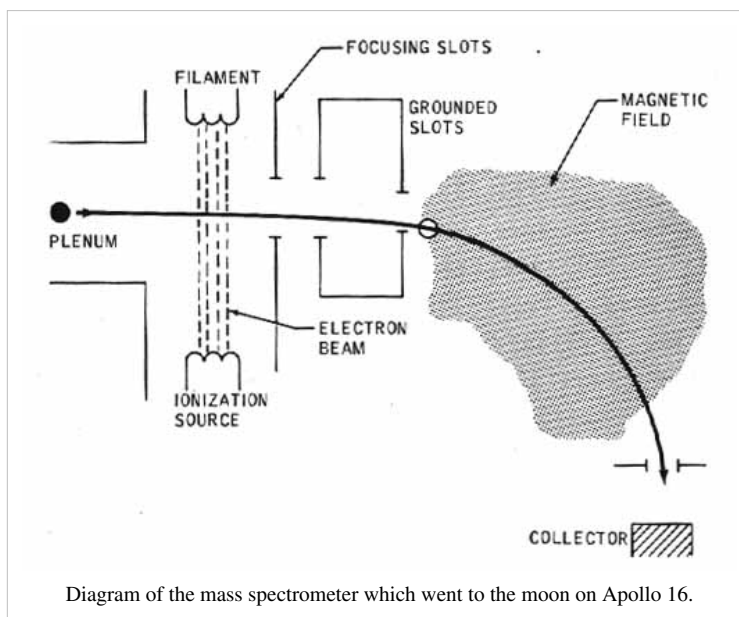 FOCUSING SLOTS
FILAMENT
GROUNDED
SLOTS
MAGNETIC
FIELD
PLENUM
ELECTRON
BEAM
IONIZATION
SOURCE
COLLECTOR
Diagram of the mass spectrometer which went to the moon on Apollo 16.